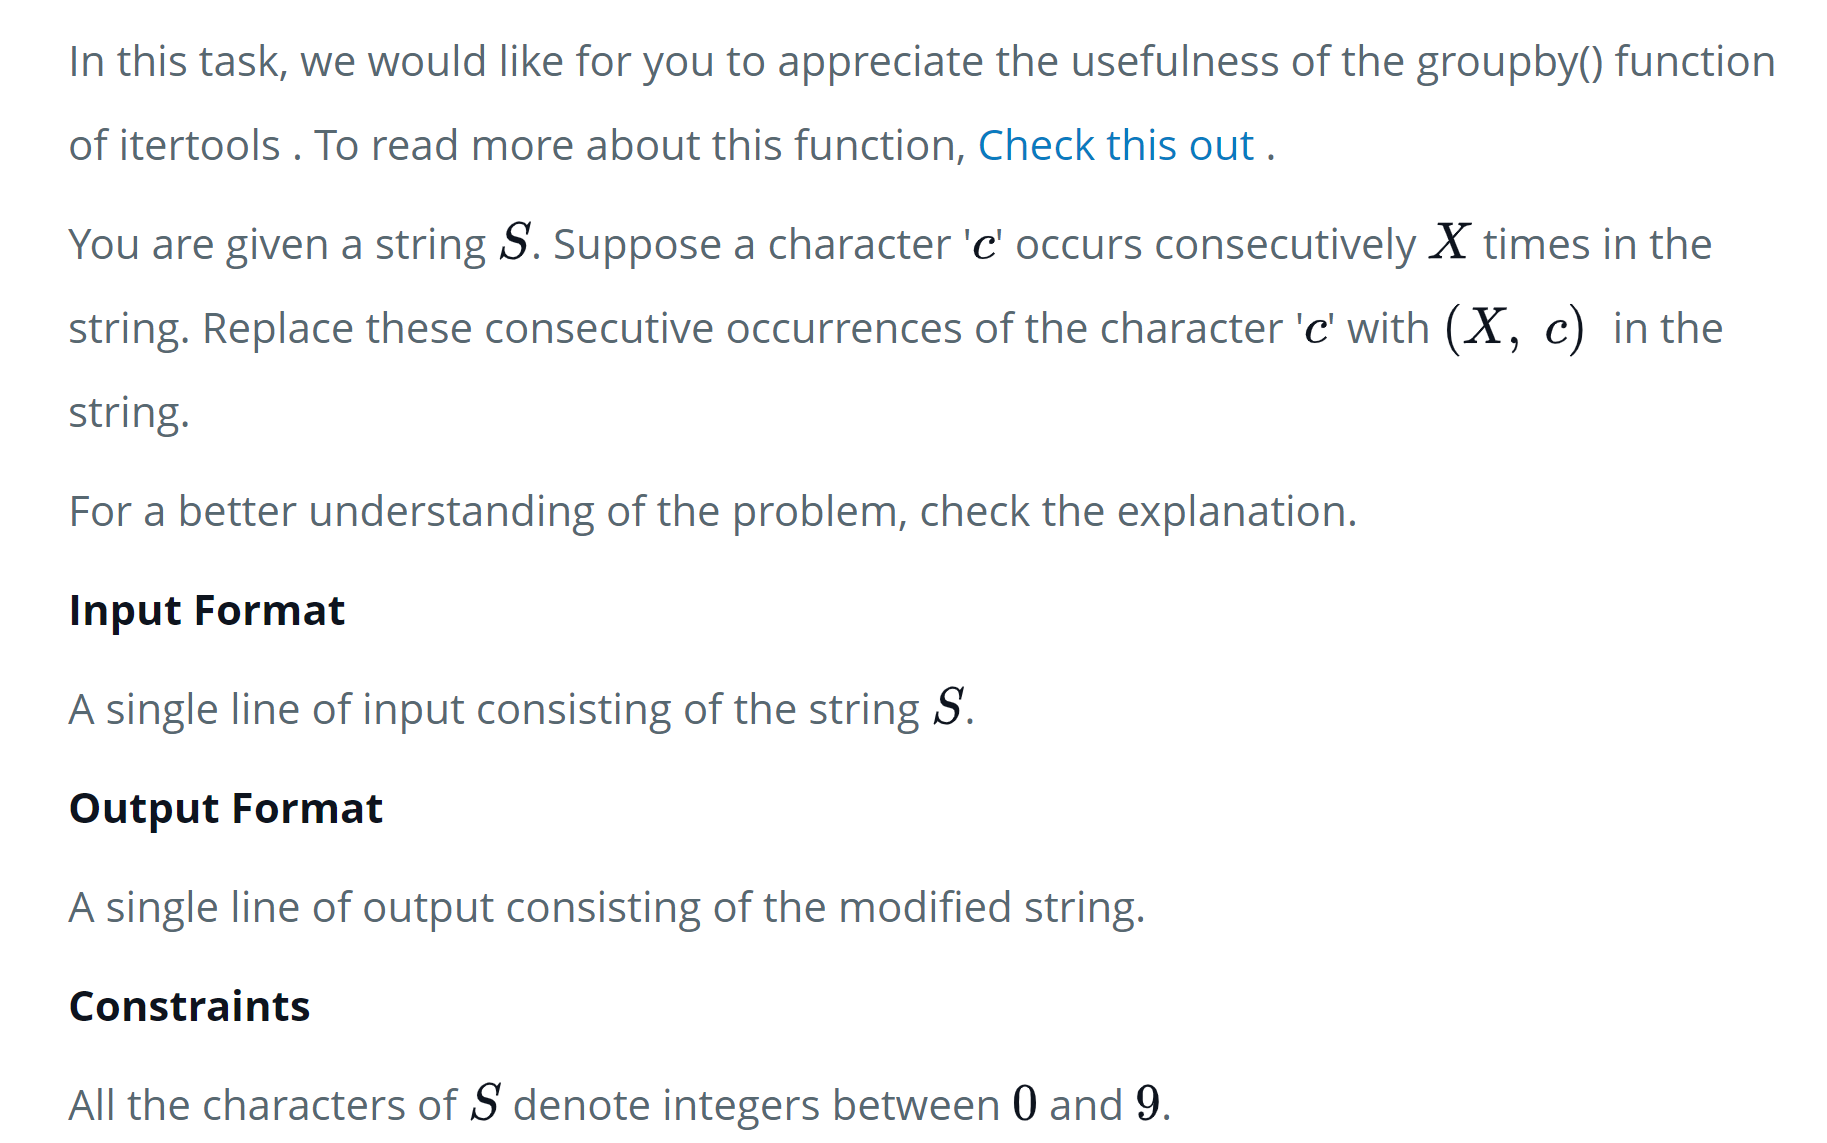 In this task, we would like for you to appreciate the usefulness of the groupby() function
of itertools . To read more about this function, Check this out .
You are given a string S. Suppose a character 'c' occurs consecutively X times in the
string. Replace these consecutive occurrences of the character 'c' with (X, c) in the
string.
For a better understanding of the problem, check the explanation.
Input Format
A single line of input consisting of the string S.
Output Format
A single line of output consisting of the modified string.
Constraints
All the characters of S denote integers between 0 and 9.